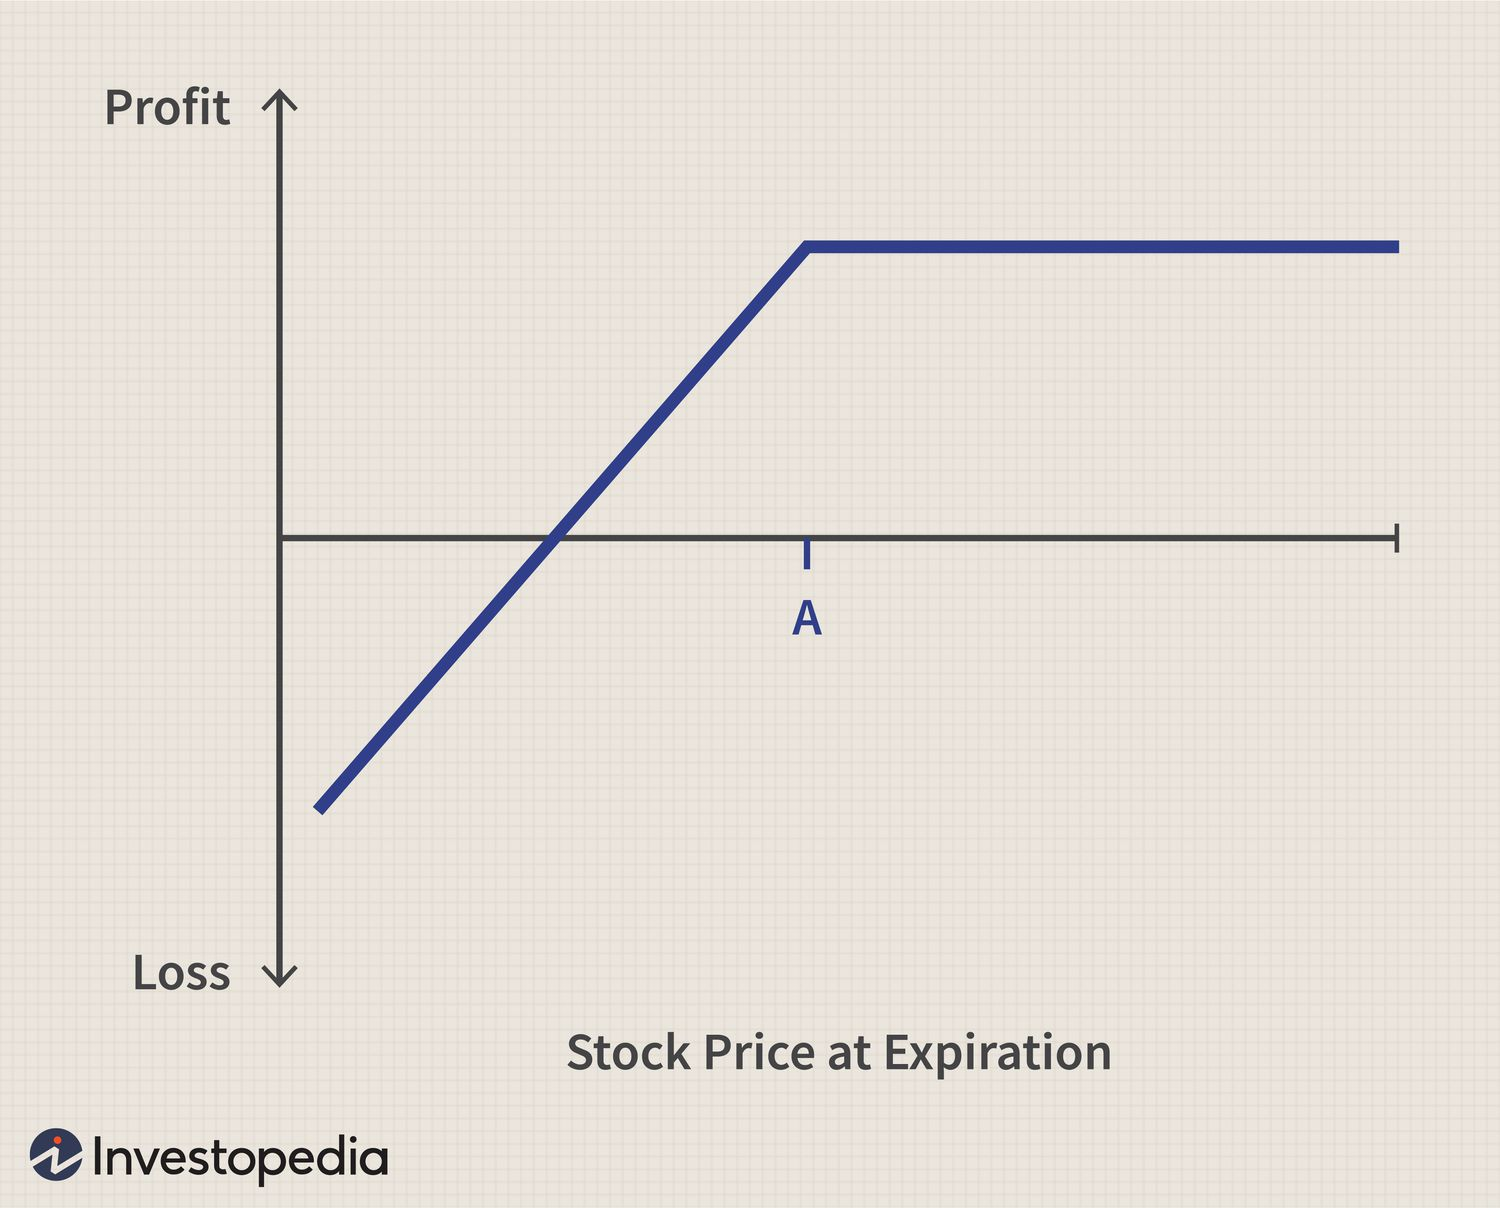 Profit
A
Loss
Stock Price at Expiration
Investopedia